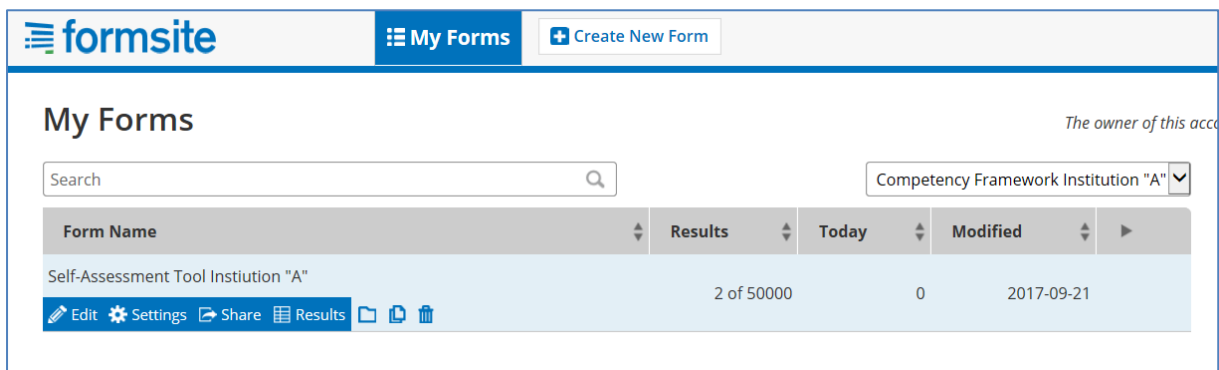 formsite My Forms Create New Form
My Forms
The owner of this acc
Search Competency Framework Institution "A"
Form Name Results Today Modified
Self-Assessment Tool Instiution "A"
2 of 50000 0 2017-09-21
Edit Settings Share Results